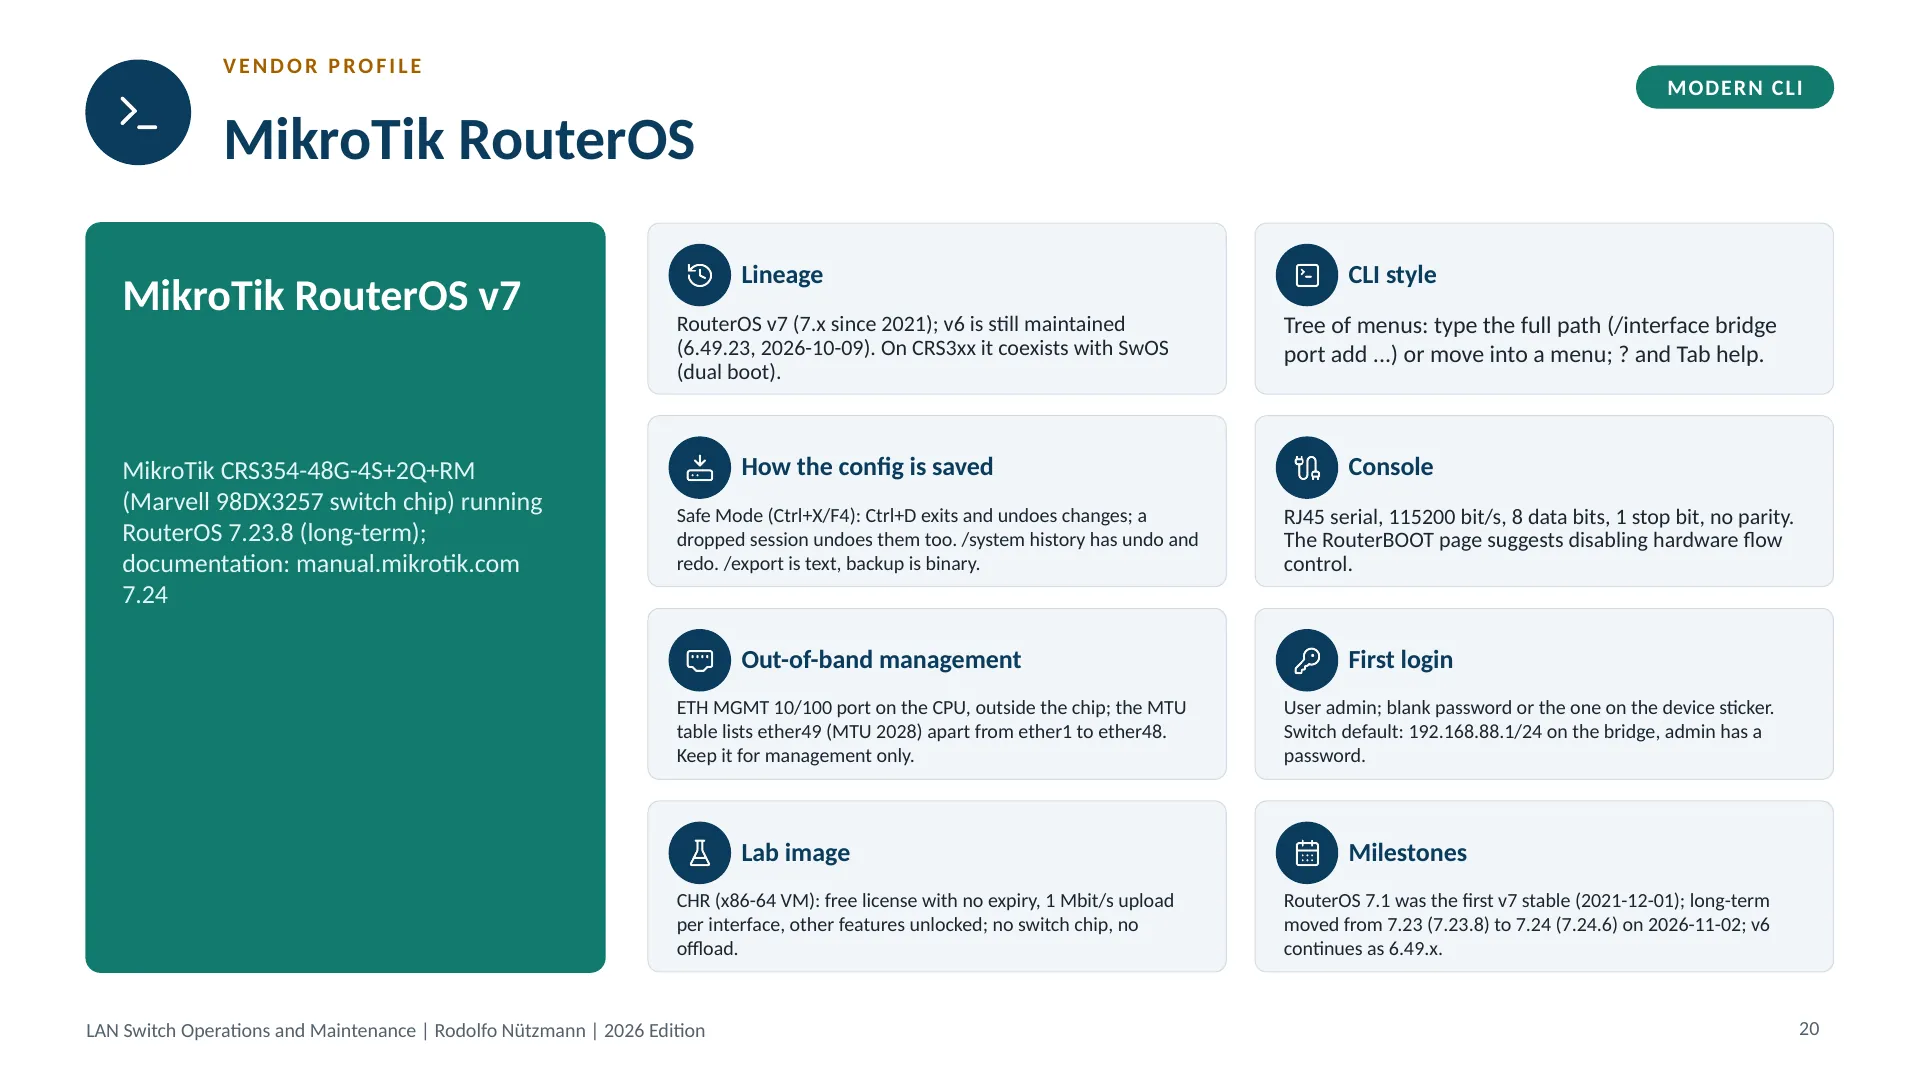 VENDOR PROFILE
MikroTik RouterOS
MODERN CLI
MikroTik RouterOS v7
MikroTik CRS354-48G-4S+2Q+RM
(Marvell 98DX3257 switch chip) running
RouterOS 7.23.8 (long-term);
documentation: manual.mikrotik.com
7.24
Lineage
RouterOS v7 (7.x since 2021); v6 is still maintained
(6.49.23, 2026-10-09). On CRS3xx it coexists with SwOS
(dual boot).
CLI style
Tree of menus: type the full path (/interface bridge
port add ...) or move into a menu; ? and Tab help.
How the config is saved
Safe Mode (Ctrl+X/F4): Ctrl+D exits and undoes changes; a
dropped session undoes them too. /system history has undo and
redo. /export is text, backup is binary.
Console
RJ45 serial, 115200 bit/s, 8 data bits, 1 stop bit, no parity.
The RouterBOOT page suggests disabling hardware flow
control.
Out-of-band management
ETH MGMT 10/100 port on the CPU, outside the chip; the MTU
table lists ether49 (MTU 2028) apart from ether1 to ether48.
Keep it for management only.
First login
User admin; blank password or the one on the device sticker.
Switch default: 192.168.88.1/24 on the bridge, admin has a
password.
Lab image
CHR (x86-64 VM): free license with no expiry, 1 Mbit/s upload
per interface, other features unlocked; no switch chip, no
offload.
Milestones
RouterOS 7.1 was the first v7 stable (2021-12-01); long-term
moved from 7.23 (7.23.8) to 7.24 (7.24.6) on 2026-11-02; v6
continues as 6.49.x.
LAN Switch Operations and Maintenance | Rodolfo Nützmann | 2026 Edition
20